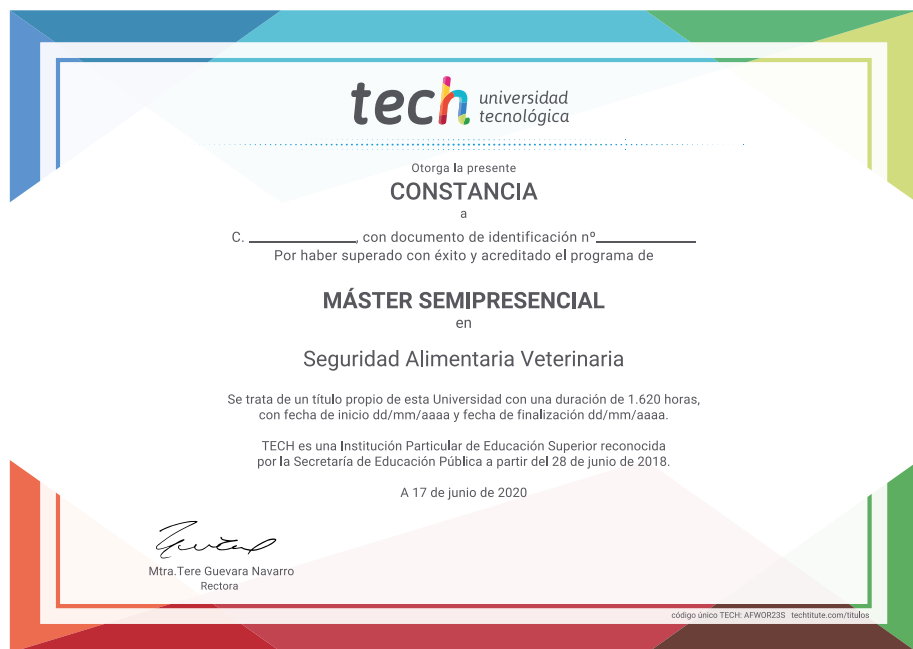 tech universidad
tecnológica
Otorga la presente
CONSTANCIA
a
C. ____________, con documento de identificación nº____________
Por haber superado con éxito y acreditado el programa de
MÁSTER SEMIPRESENCIAL
en
Seguridad Alimentaria Veterinaria
Se trata de un título propio de esta Universidad con una duración de 1.620 horas,
con fecha de inicio dd/mm/aaaa y fecha de finalización dd/mm/aaaa.
TECH es una Institución Particular de Educación Superior reconocida
por la Secretaría de Educación Pública a partir del 28 de junio de 2018.
A 17 de junio de 2020
Mtra.Tere Guevara Navarro
Rectora
código único TECH: AFWOR23S techtitute.com/titulos